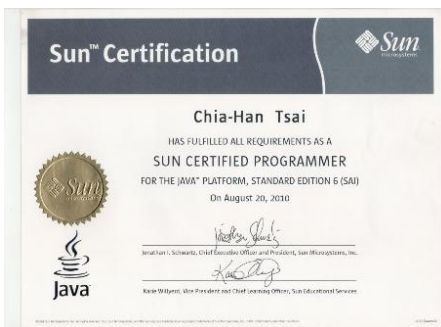 Sun™ Certification
Sun
microsystems
Chia-Han Tsai
HAS FULFILLED ALL REQUIREMENTS AS A
SUN CERTIFIED PROGRAMMER
FOR THE JAVA™ PLATFORM, STANDARD EDITION 6 (SAI)
On August 20, 2010
Sun
Jonathan I. Schwartz, Chief Executive Officer and President, Sun Microsystems, Inc.
Java
Karie Willyerd, Vice President and Chief Learning Officer, Sun Educational Services